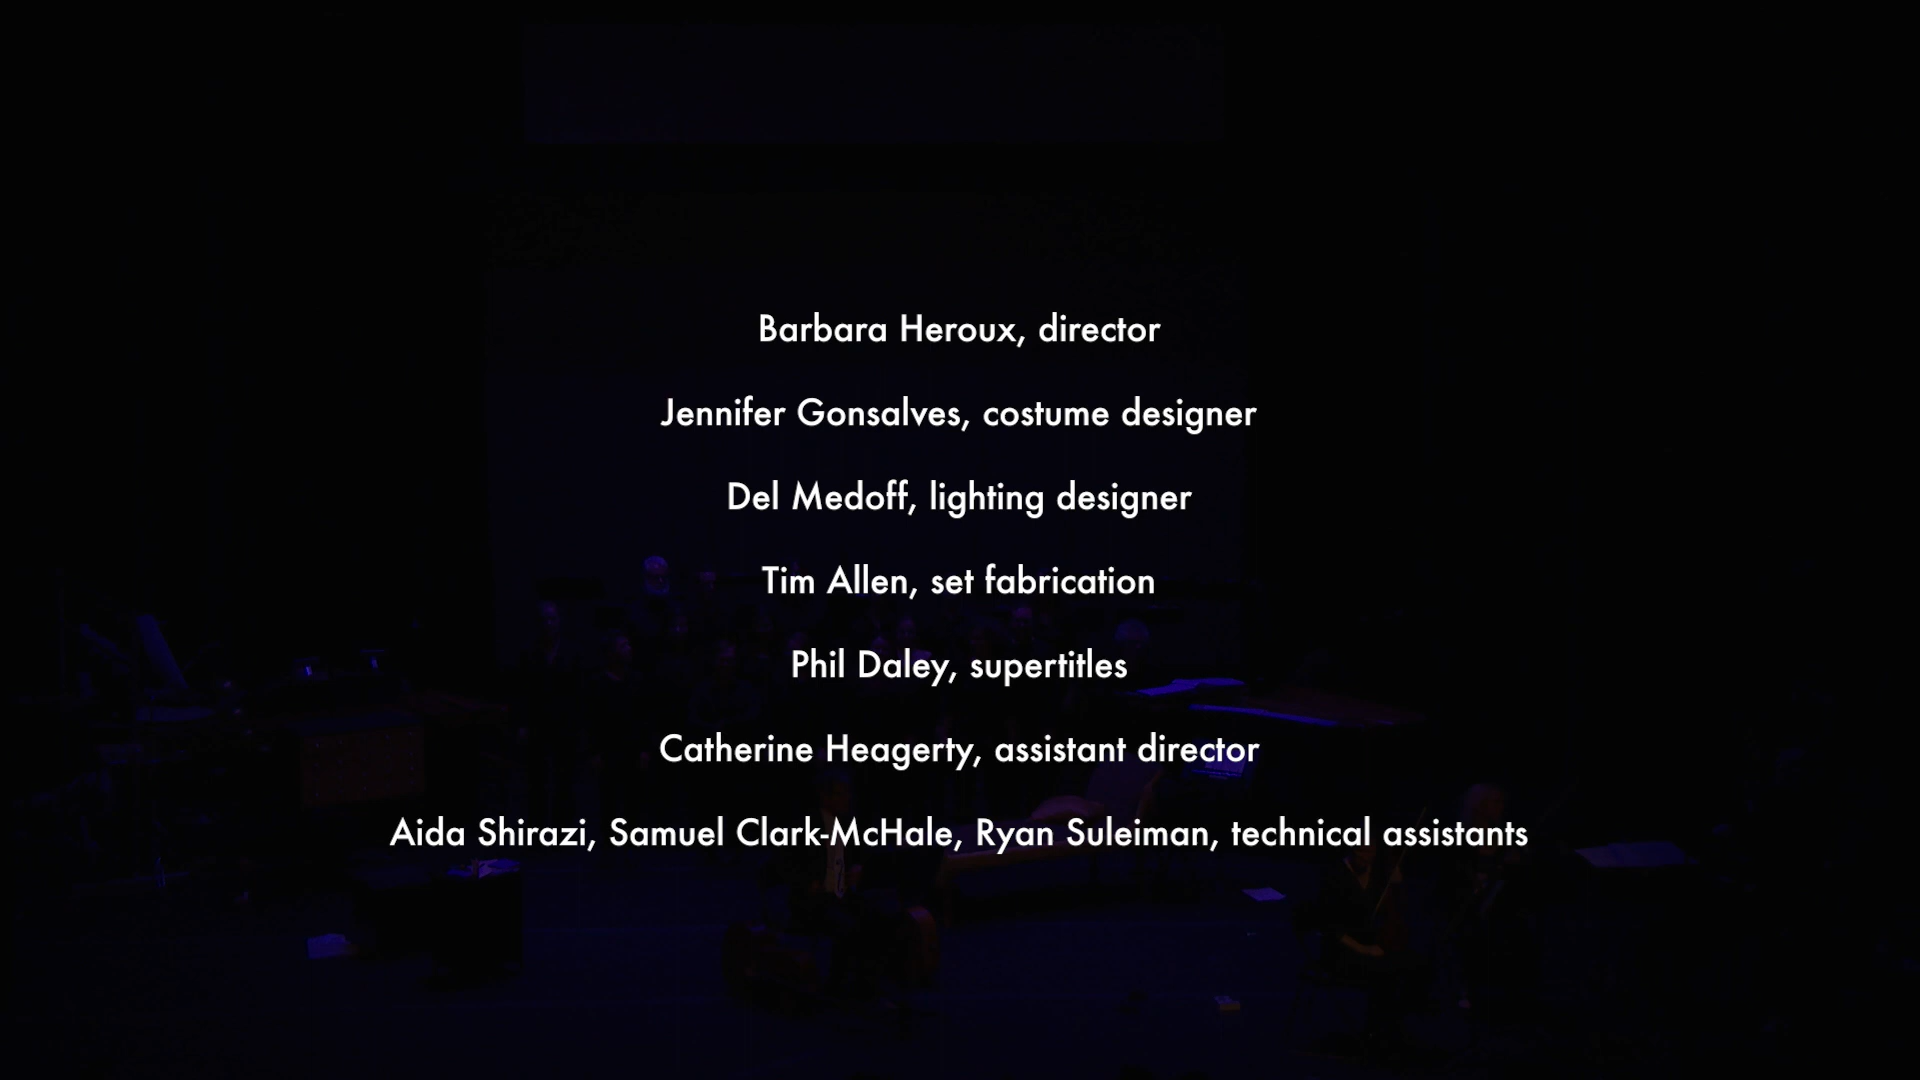 Barbara Heroux, director
Jennifer Gonsalves, costume designer
Del Medoff, lighting designer
Tim Allen, set fabrication
Phil Daley, supertitles
Catherine Heagerty, assistant director
Aida Shirazi, Samuel Clark-McHale, Ryan Suleiman, technical assistants